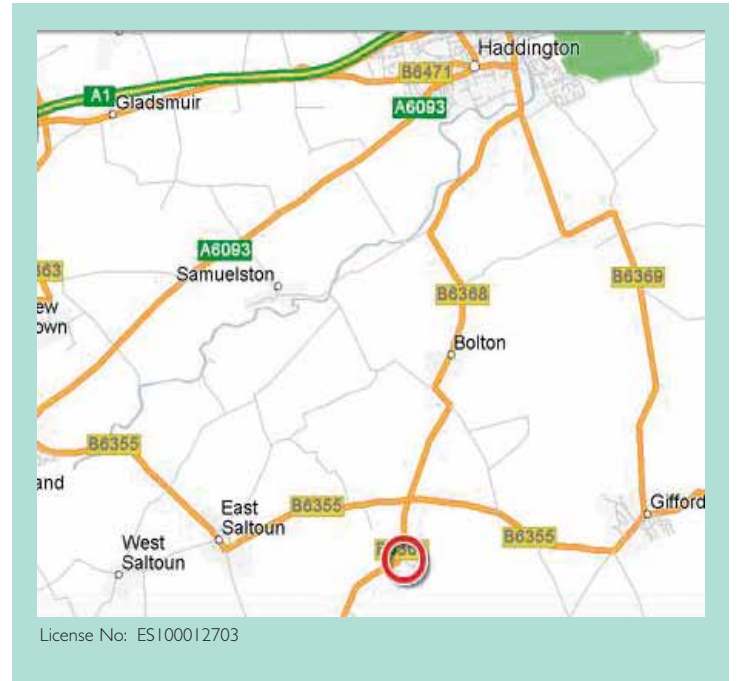 Haddington
B6471
A1
Gladsmuir
A6093
A6093
Samuelston
B6368
B6369
Bolton
B6355
East
Saltoun
B6355
Gifford
B6355
West
Saltoun
License No: ES100012703